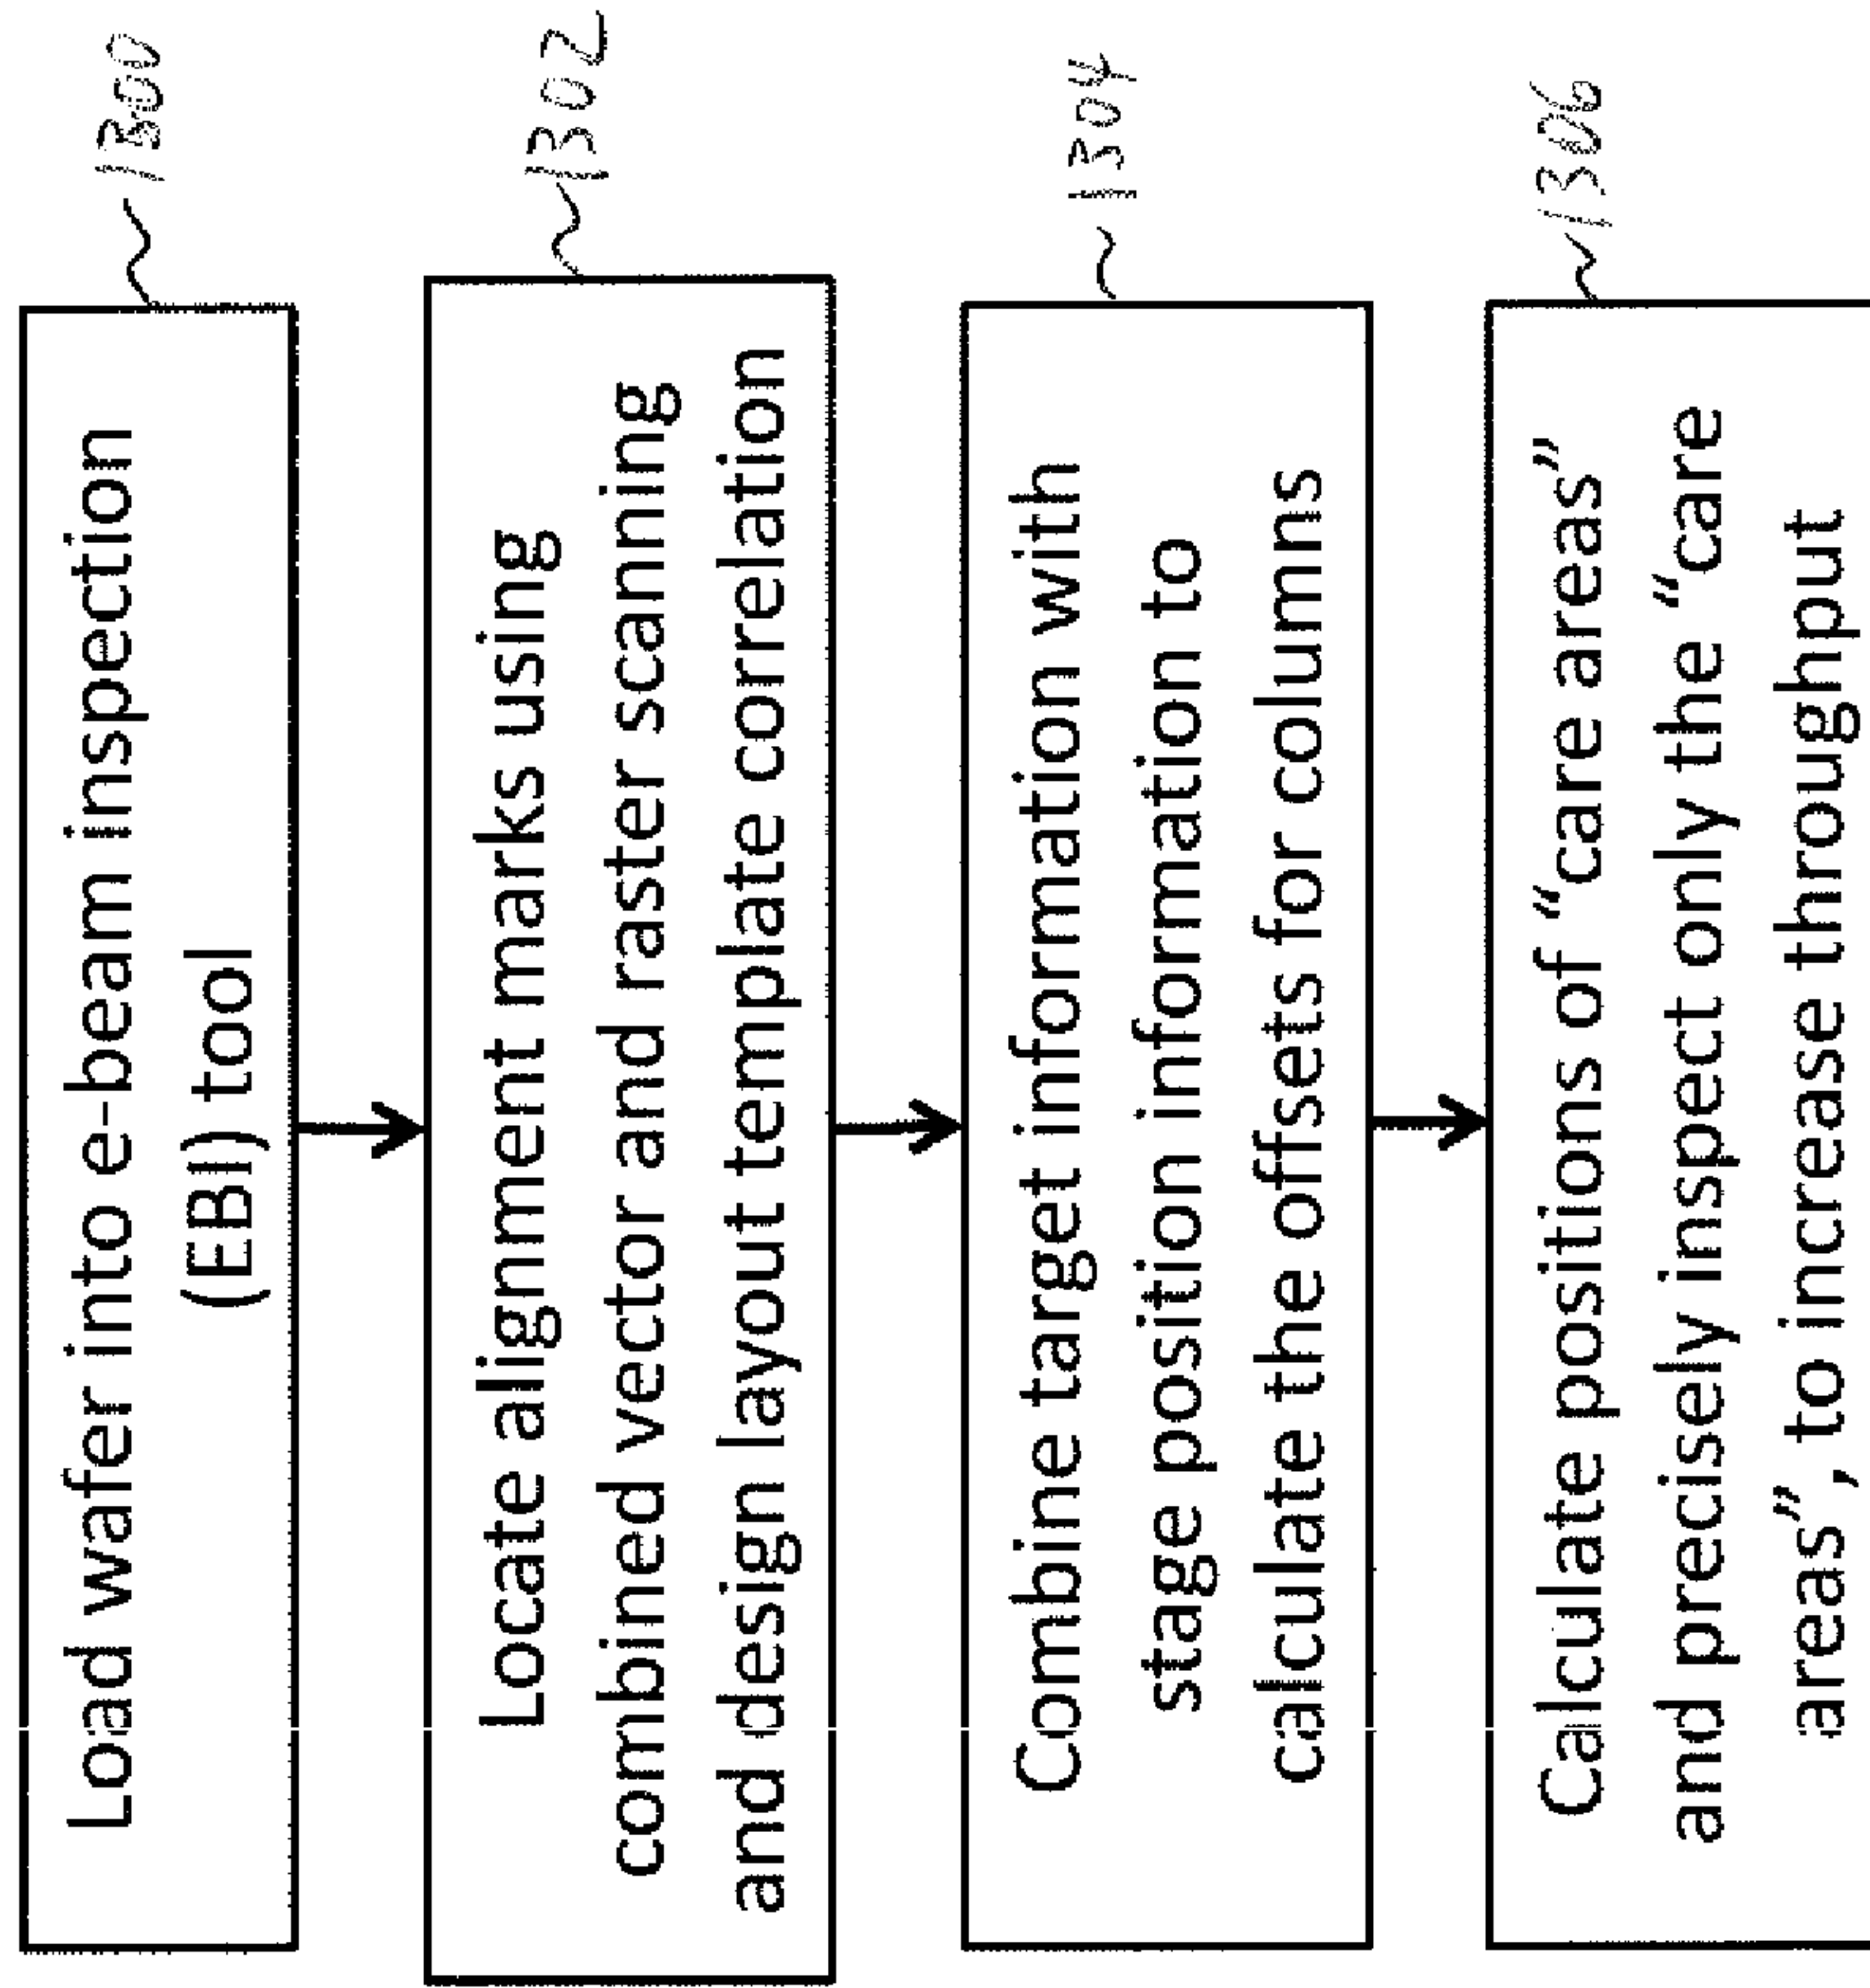 Load wafer into e-beam inspection
(EBI) tool
1300
Locate alignment marks using
combined vector and raster scanning
and design layout template correlation
1302
Combine target information with
stage position information to
calculate the offsets for columns
1304
Calculate positions of “care areas”
and precisely inspect only the “care
areas”, to increase throughput
1306